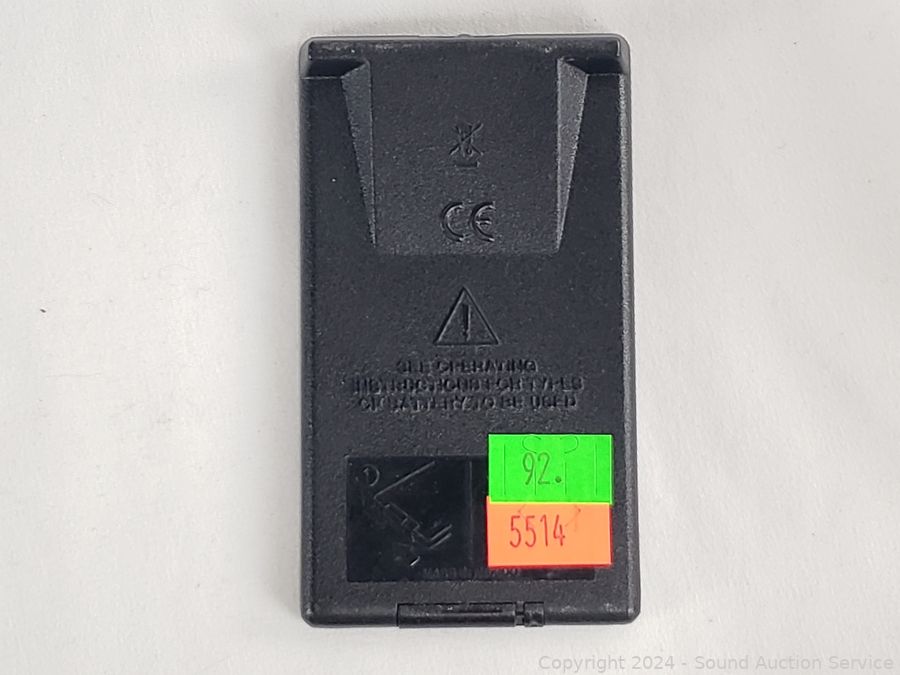 CE
SEE OPERATING
INSTRUCTIONS FOR TYPES
OF BATTERY TO BE USED
92.
5514
Copyright 2024 - Sound Auction Service